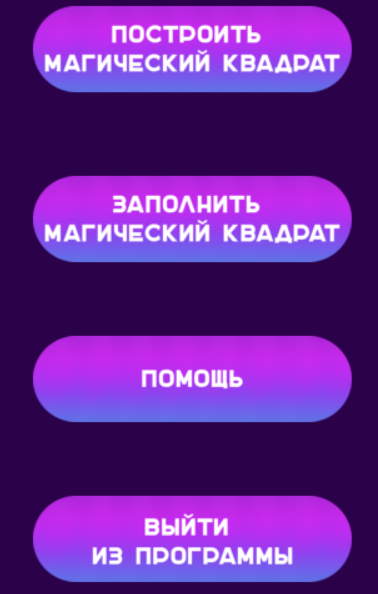 ПОСТРОИТЬ
МАГИЧЕСКИЙ КВАДРАТ
ЗАПОЛНИТЬ
МАГИЧЕСКИЙ КВАДРАТ
ПОМОЩЬ
ВЫЙТИ
ИЗ ПРОГРАММЫ